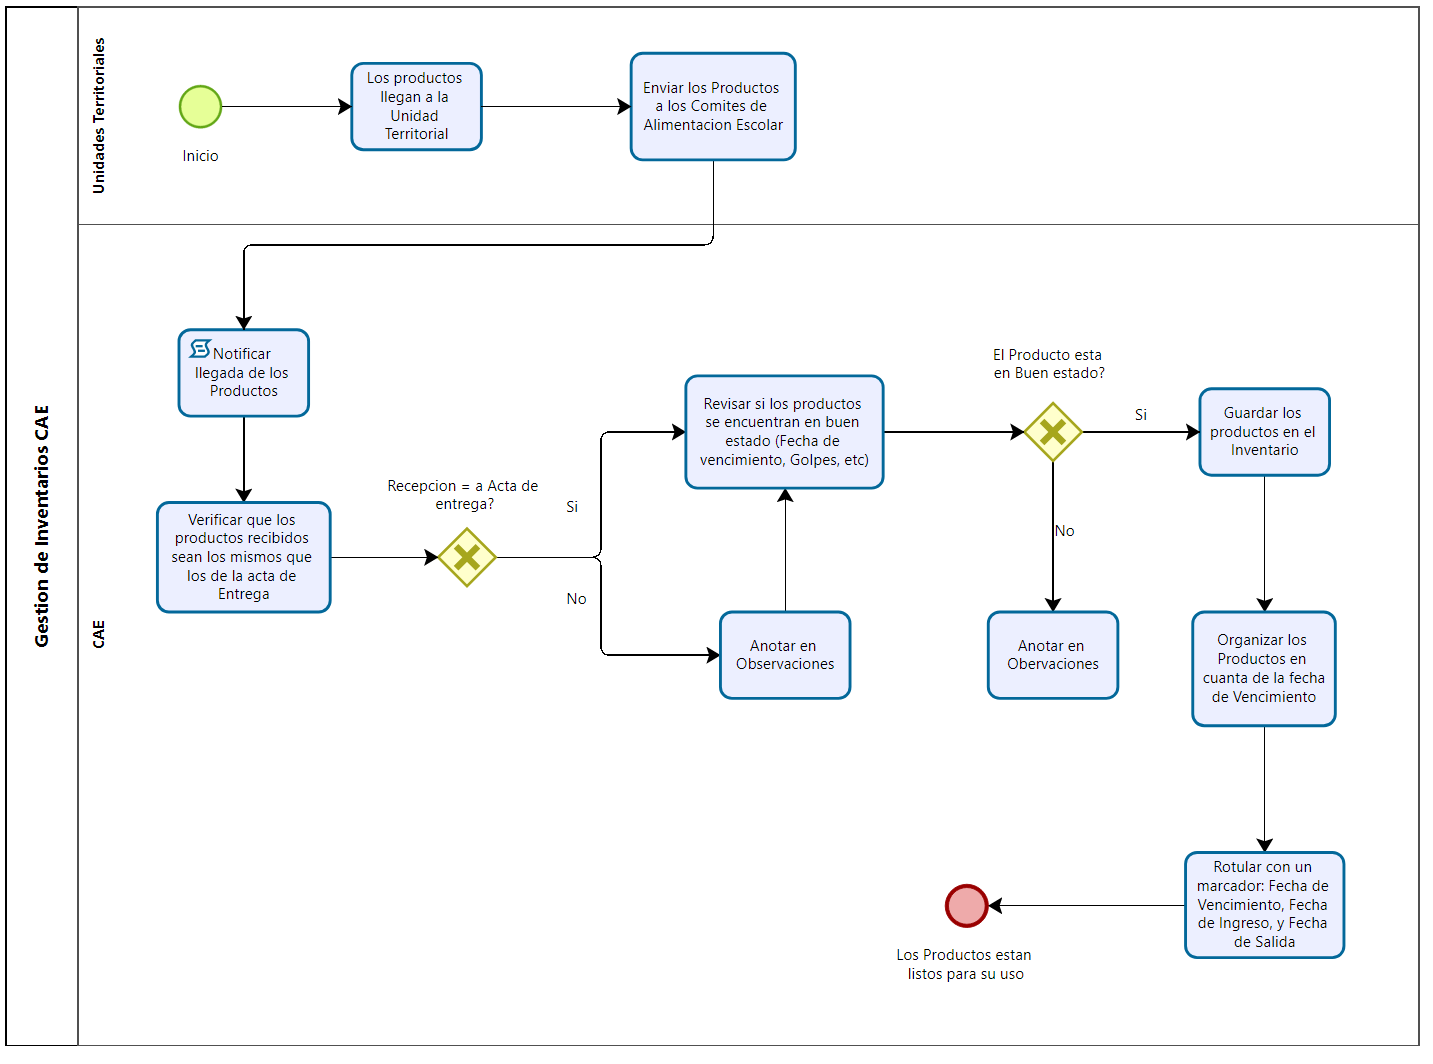 Gestion de Inventarios CAE
Unidades Territoriales
Inicio
Los productos
llegan a la
Unidad
Territorial
Enviar los Productos
a los Comites de
Alimentacion Escolar
CAE
Notificar
llegada de los
Productos
Verificar que los
productos recibidos
sean los mismos que
los de la acta de
Entrega
Recepcion = a Acta de
entrega?
Si
No
Revisar si los productos
se encuentran en buen
estado (Fecha de
vencimiento, Golpes, etc)
Anotar en
Observaciones
El Producto esta
en Buen estado?
Si
No
Anotar en
Obervaciones
Guardar los
productos en el
Inventario
Organizar los
Productos en
cuanta de la fecha
de Vencimiento
Rotular con un
marcador: Fecha de
Vencimiento, Fecha
de Ingreso, y Fecha
de Salida
Los Productos estan
listos para su uso